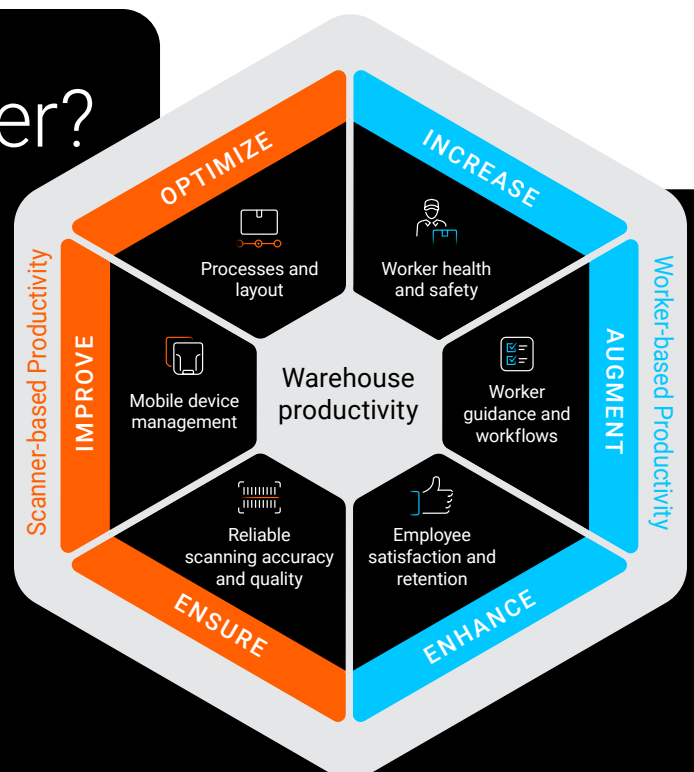 er?
OPTIMIZE
INCREASE
Processes and
layout
Worker health
and safety
Scanner-based Productivity
IMPROVE
Mobile device
management
Warehouse
productivity
Worker
guidance and
workflows
AUGMENT
Worker-based Productivity
Reliable
scanning accuracy
and quality
Employee
satisfaction and
retention
ENSURE
ENHANCE